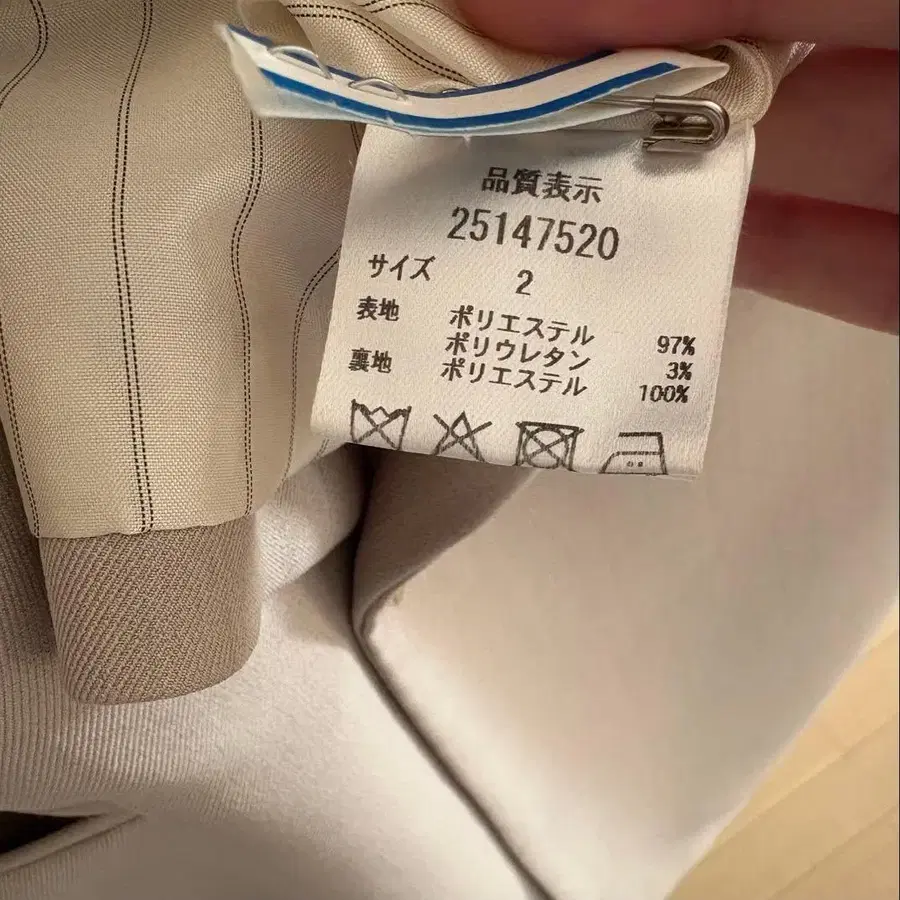 品質表示
25147520
サイズ 2
表地 ポリエステル 97%
ポリウレタン 3%
裏地 ポリエステル 100%